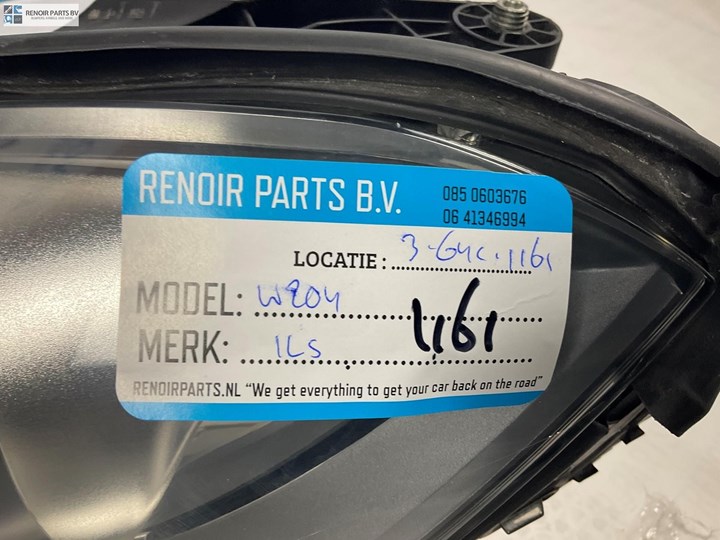 RENOIR PARTS BV
RENOIR PARTS B.V.
085 0603676
06 41346994
LOCATIE: 3-G4C.1161
MODEL: W204
1161
MERK: ILS
RENOIRPARTS.NL “We get everything to get your car back on the road”